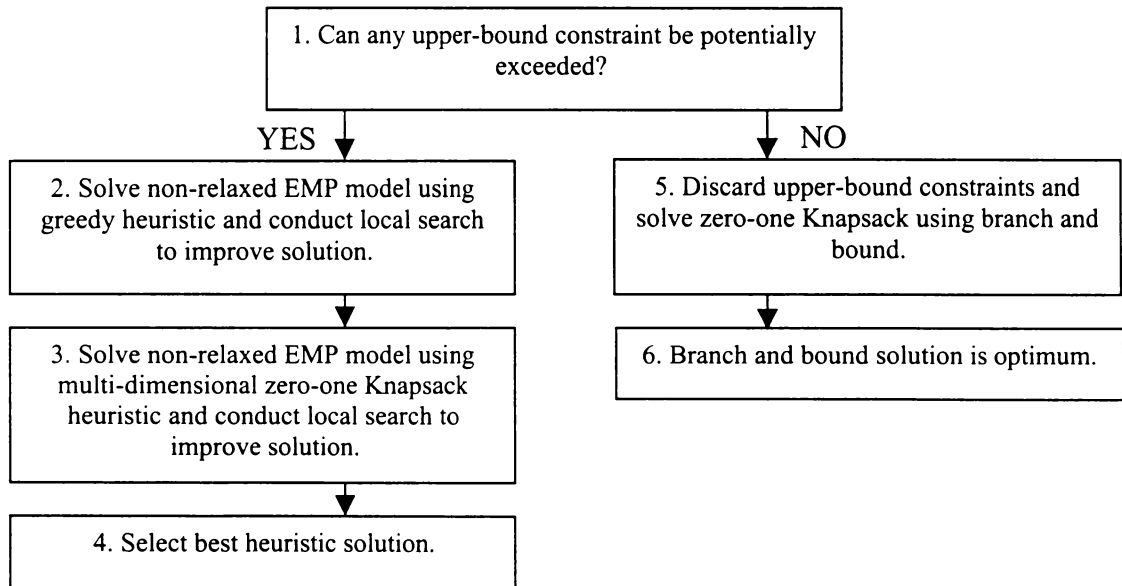 1. Can any upper-bound constraint be potentially
exceeded?
YES
NO
2. Solve non-relaxed EMP model using
greedy heuristic and conduct local search
to improve solution.
5. Discard upper-bound constraints and
solve zero-one Knapsack using branch and
bound.
3. Solve non-relaxed EMP model using
multi-dimensional zero-one Knapsack
heuristic and conduct local search to
improve solution.
6. Branch and bound solution is optimum.
4. Select best heuristic solution.